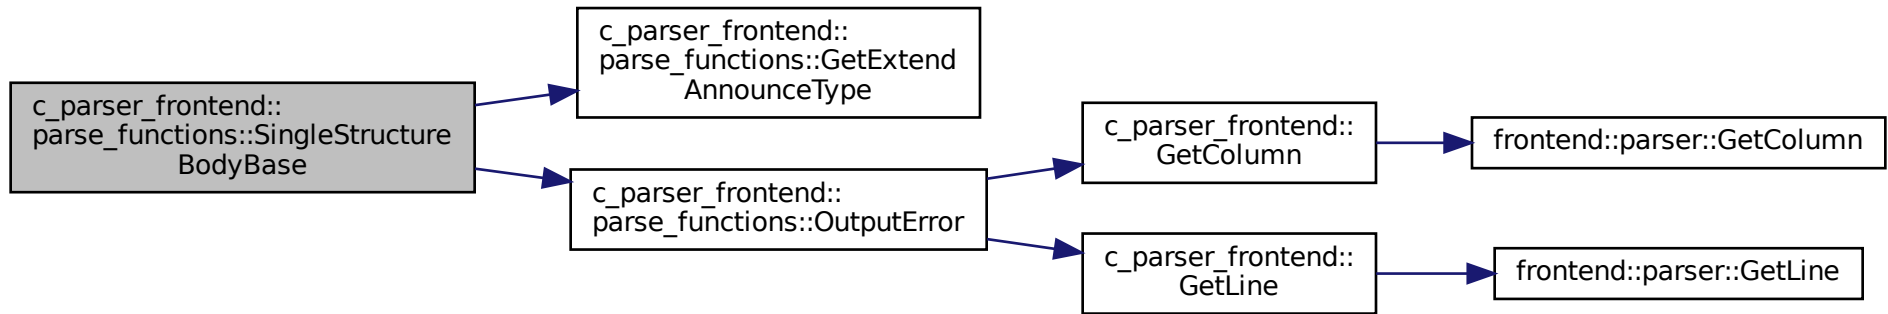 c_parser_frontend::
parse_functions::SingleStructure
BodyBase
c_parser_frontend::
parse_functions::GetExtend
AnnounceType
c_parser_frontend::
parse_functions::OutputError
c_parser_frontend::
GetColumn
frontend::parser::GetColumn
c_parser_frontend::
GetLine
frontend::parser::GetLine